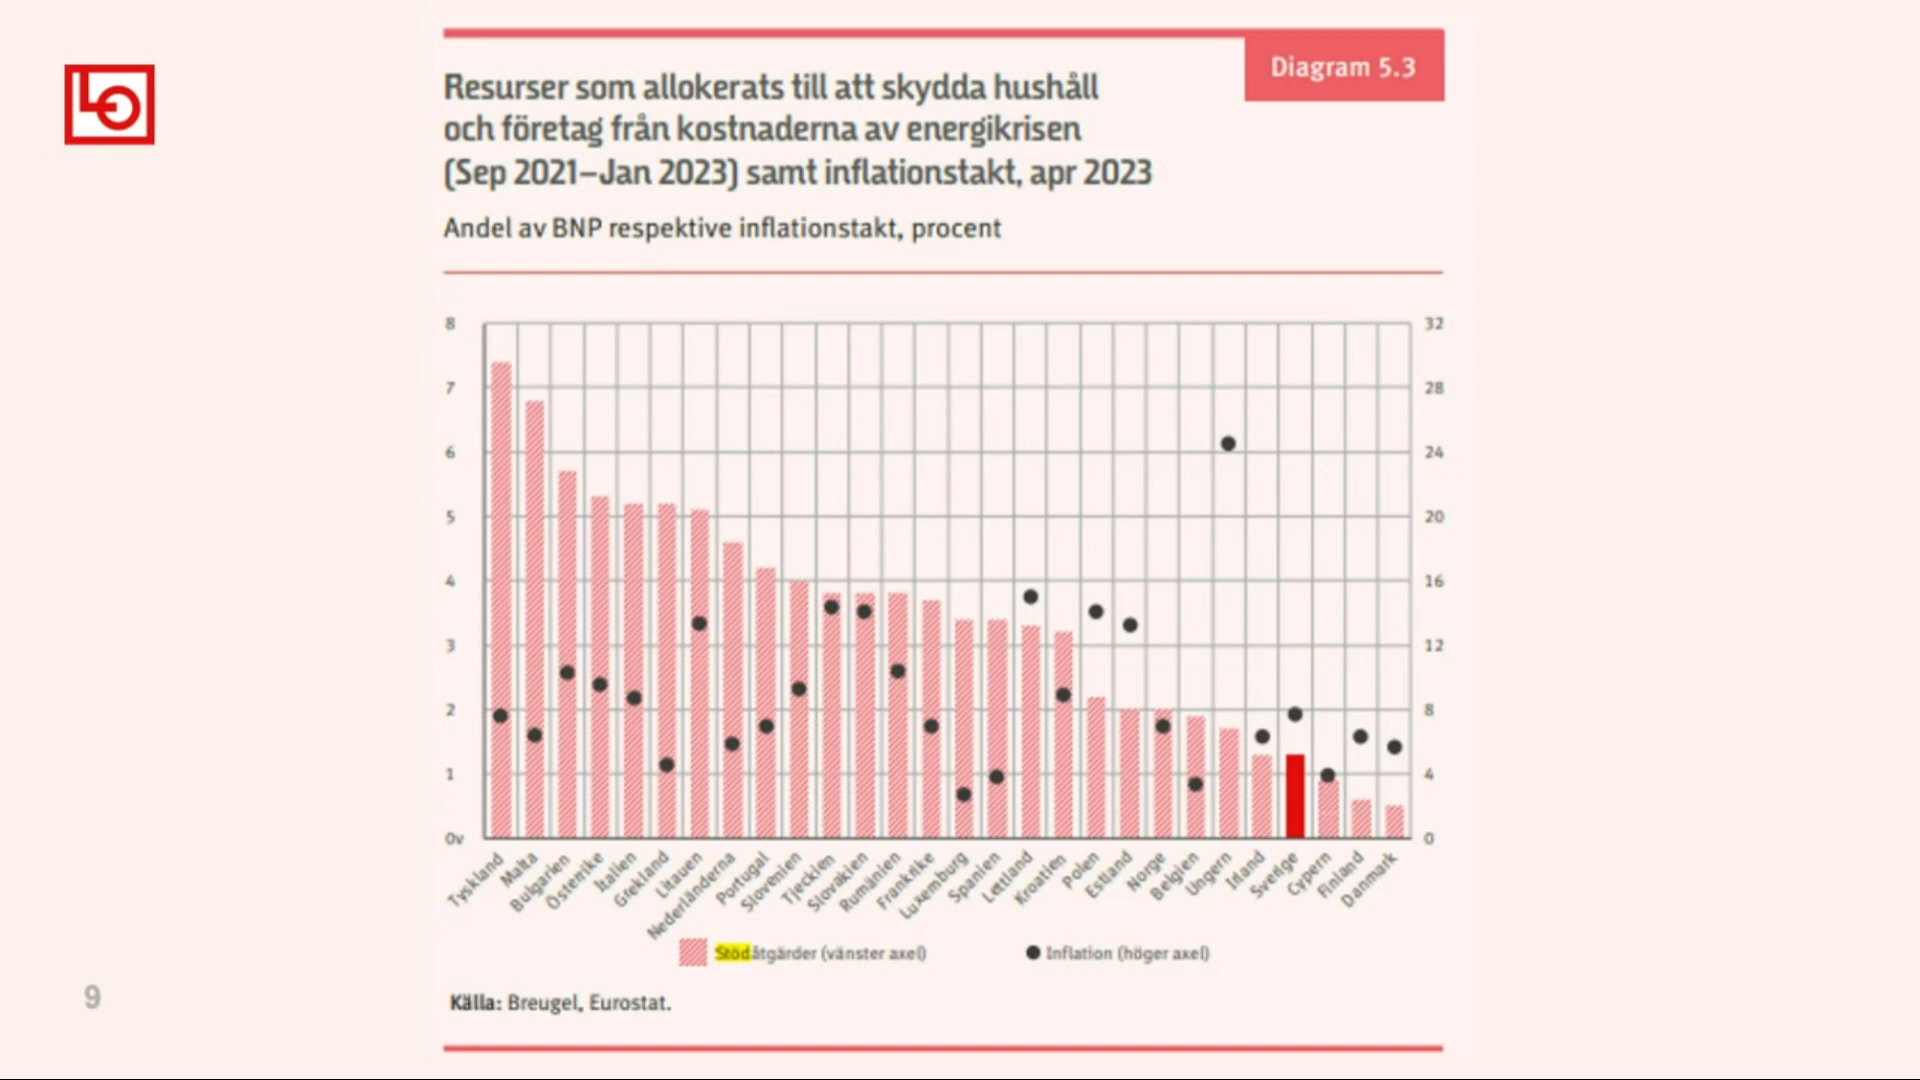 LO
Diagram 5.3
Resurser som allokerats till att skydda hushåll
och företag från kostnaderna av energikrisen
(Sep 2021–Jan 2023) samt inflationstakt, apr 2023
Andel av BNP respektive inflationstakt, procent
8 32
7 28
6 24
5 20
4 16
3 12
2 8
1 4
0v 0
Tyskland Malta Bulgarien Österrike Italien Grekland Litauen Nederländerna Portugal Slovenien Tjeckien Slovakien Rumänien Frankrike Luxemburg Spanien Lettland Kroatien Polen Estland Norge Belgien Ungern Irland Sverige Cypern Finland Danmark
Stödåtgärder (vänster axel) Inflation (höger axel)
9
Källa: Breugel, Eurostat.